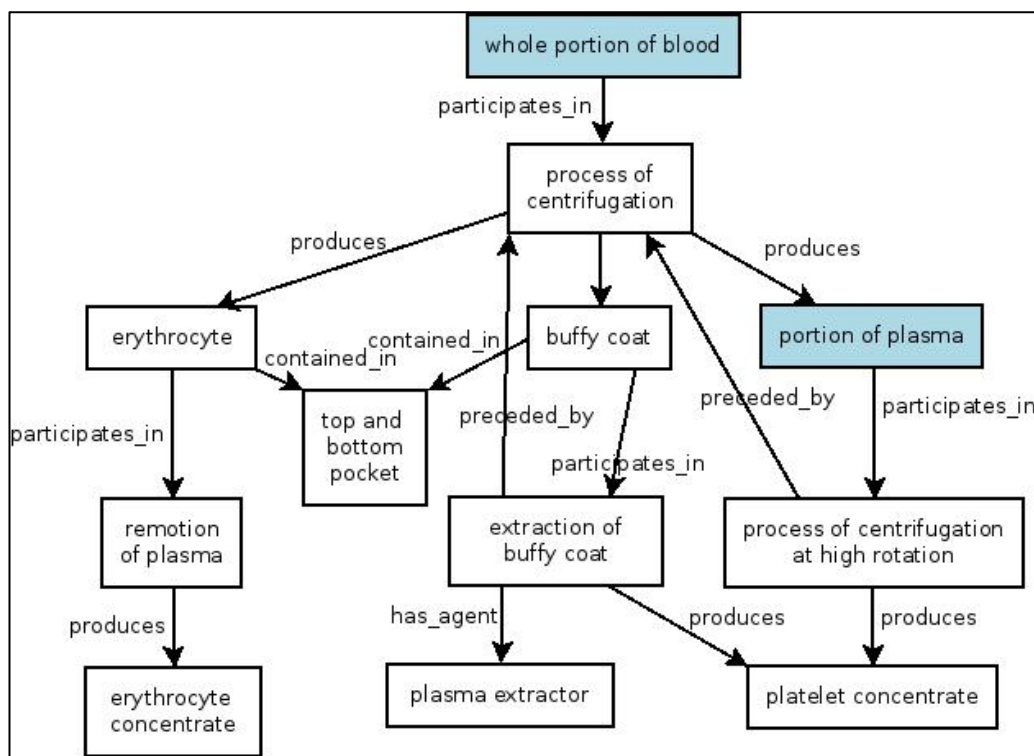 whole portion of blood
participates_in
process of
centrifugation
produces
produces
erythrocyte
buffy coat
portion of plasma
contained_in
contained_in
preceded_by
preceded_by
participates_in
participates_in
participates_in
top and
bottom
pocket
remotion
of plasma
extraction of
buffy coat
process of centrifugation
at high rotation
produces
has_agent
produces
produces
erythrocyte
concentrate
plasma extractor
platelet concentrate